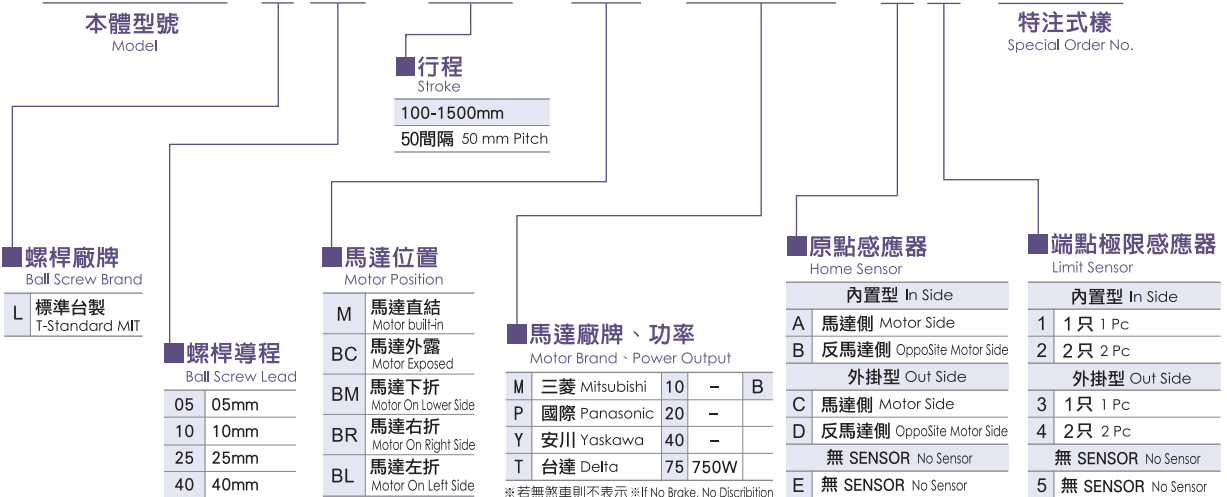 本體型號
Model
特注式樣
Special Order No.
■行程
Stroke
100-1500mm
50間隔 50 mm Pitch
■螺桿廠牌
Ball Screw Brand
L 標準台製
T-Standard MIT
■螺桿導程
Ball Screw Lead
05 05mm
10 10mm
25 25mm
40 40mm
■馬達位置
Motor Position
M 馬達直結
Motor built-in
BC 馬達外露
Motor Exposed
BM 馬達下折
Motor On Lower Side
BR 馬達右折
Motor On Right Side
BL 馬達左折
Motor On Left Side
■馬達廠牌、功率
Motor Brand、Power Output
M 三菱 Mitsubishi 10 – B
P 國際 Panasonic 20 –
Y 安川 Yaskawa 40 –
T 台達 Delta 75 750W
※若無煞車則不表示 ※If No Brake, No Discribition
■原點感應器
Home Sensor
內置型 In Side
A 馬達側 Motor Side
B 反馬達側 OppoSite Motor Side
外掛型 Out Side
C 馬達側 Motor Side
D 反馬達側 OppoSite Motor Side
無 SENSOR No Sensor
E 無 SENSOR No Sensor
■端點極限感應器
Limit Sensor
內置型 In Side
1 1只 1 Pc
2 2只 2 Pc
外掛型 Out Side
3 1只 1 Pc
4 2只 2 Pc
無 SENSOR No Sensor
5 無 SENSOR No Sensor